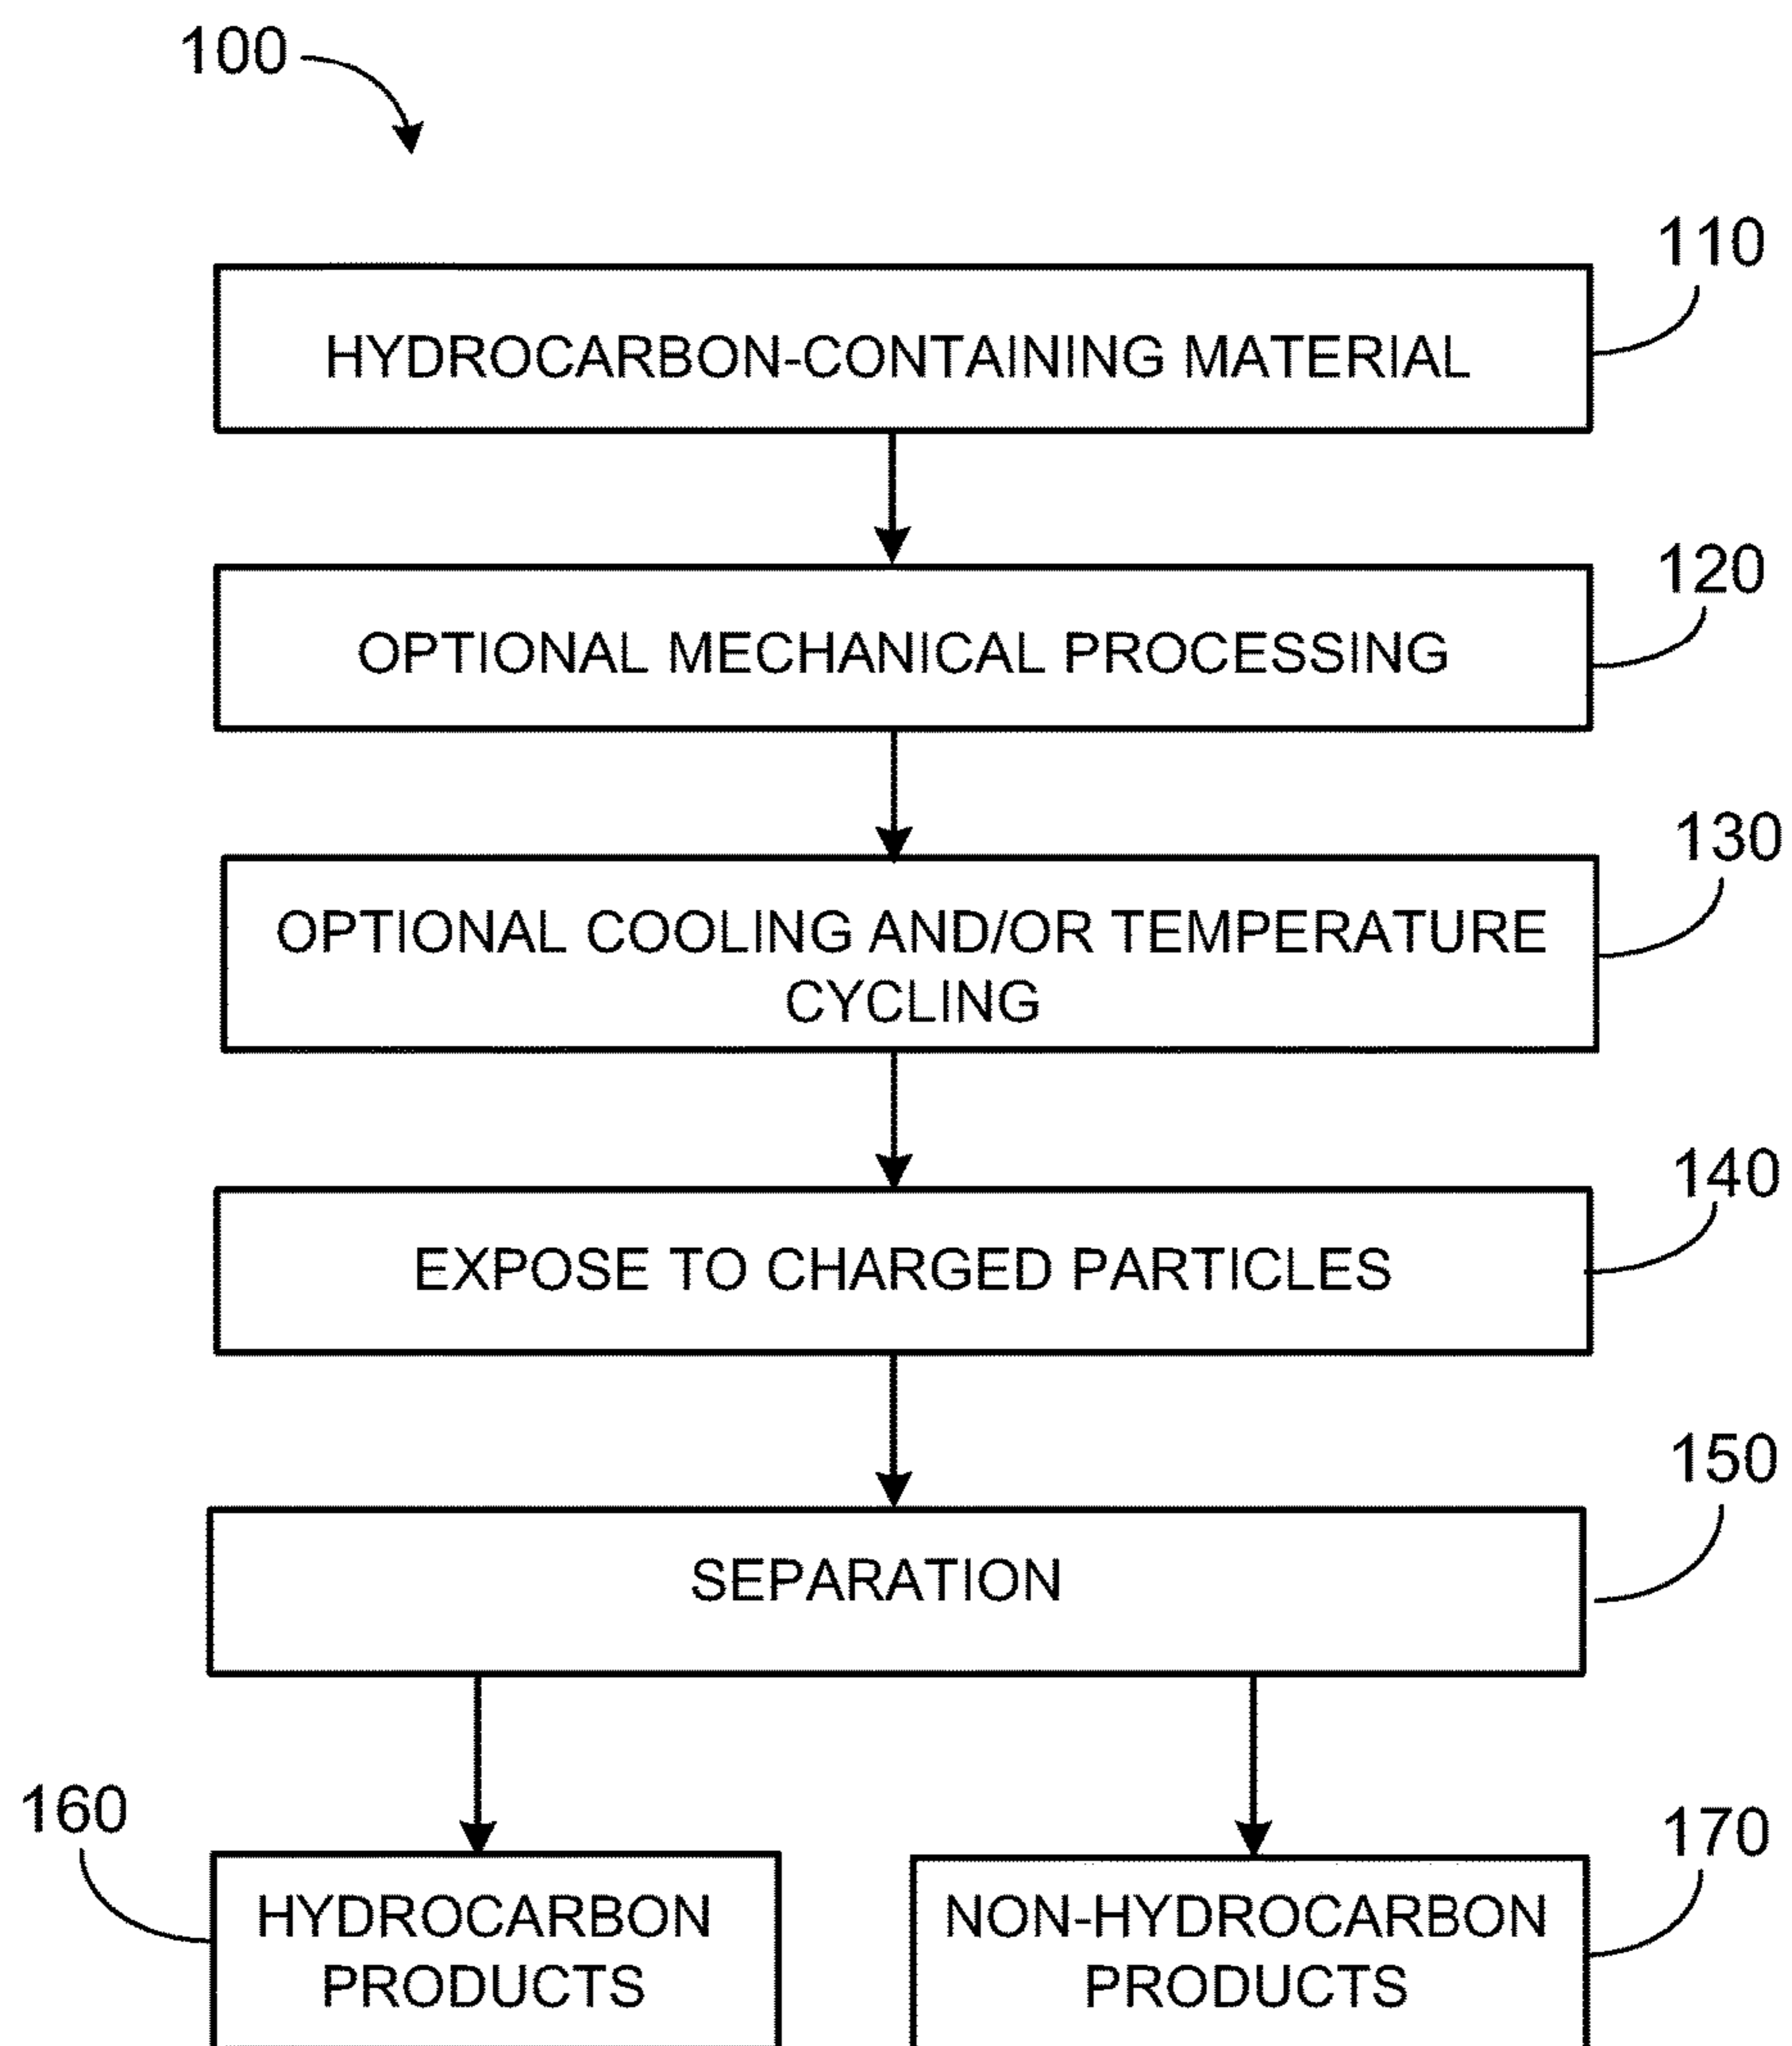 100
110
HYDROCARBON-CONTAINING MATERIAL
120
OPTIONAL MECHANICAL PROCESSING
130
OPTIONAL COOLING AND/OR TEMPERATURE
CYCLING
140
EXPOSE TO CHARGED PARTICLES
150
SEPARATION
160
HYDROCARBON
PRODUCTS
170
NON-HYDROCARBON
PRODUCTS